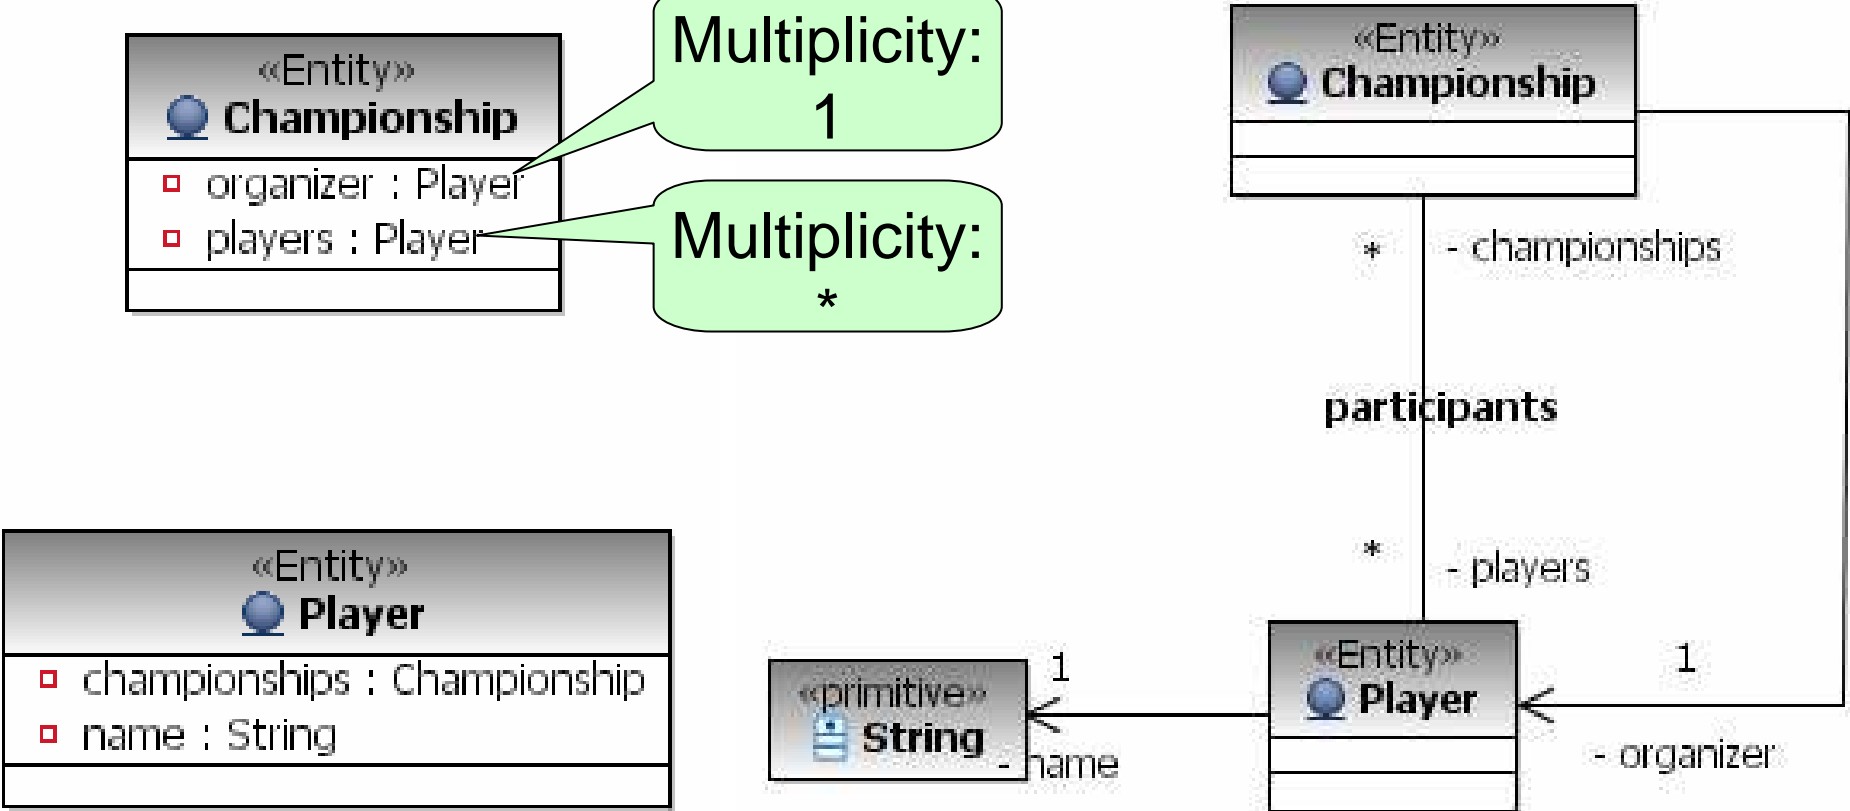 «Entity»
Championship
organizer : Player
players : Player
Multiplicity:
1
Multiplicity:
*
«Entity»
Player
championships : Championship
name : String
«Entity»
Championship
* - championships
participants
* - players
«Entity»
Player
1
- organizer
«primitive»
String
1
- name